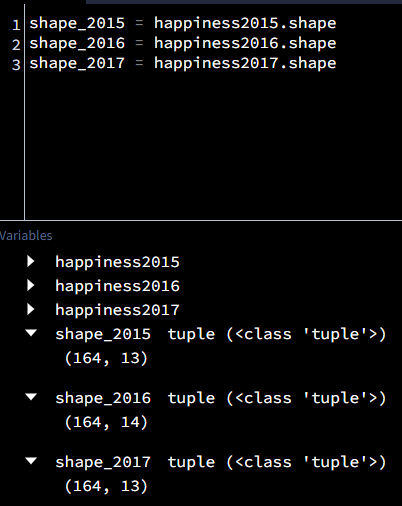 1 shape_2015 = happiness2015.shape
2 shape_2016 = happiness2016.shape
3 shape_2017 = happiness2017.shape
Variables
happiness2015
happiness2016
happiness2017
shape_2015 tuple (<class 'tuple'>)
(164, 13)
shape_2016 tuple (<class 'tuple'>)
(164, 14)
shape_2017 tuple (<class 'tuple'>)
(164, 13)